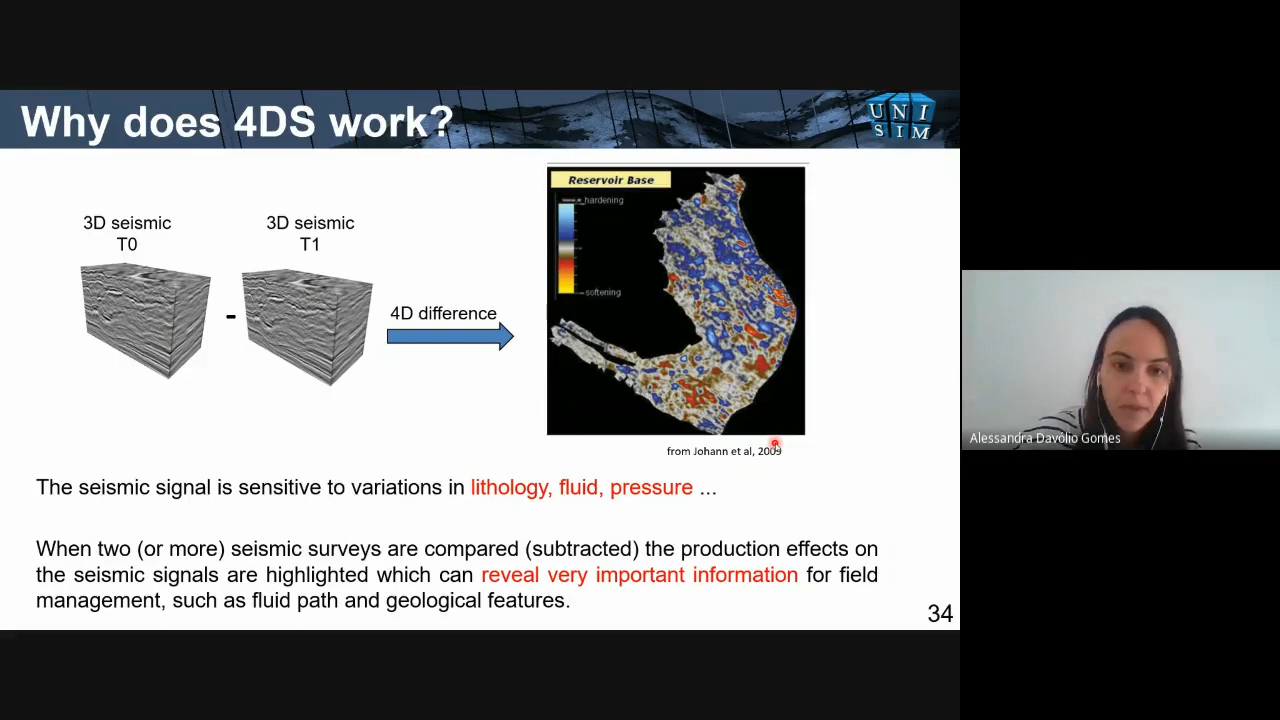 Why does 4DS work?
UNI
SIM
3D seismic
T0
3D seismic
T1
-
4D difference
Reservoir Base
hardening
softening
from Johann et al, 2009
The seismic signal is sensitive to variations in lithology, fluid, pressure ...
When two (or more) seismic surveys are compared (subtracted) the production effects on
the seismic signals are highlighted which can reveal very important information for field
management, such as fluid path and geological features.
34
Alessandra Davólio Gomes